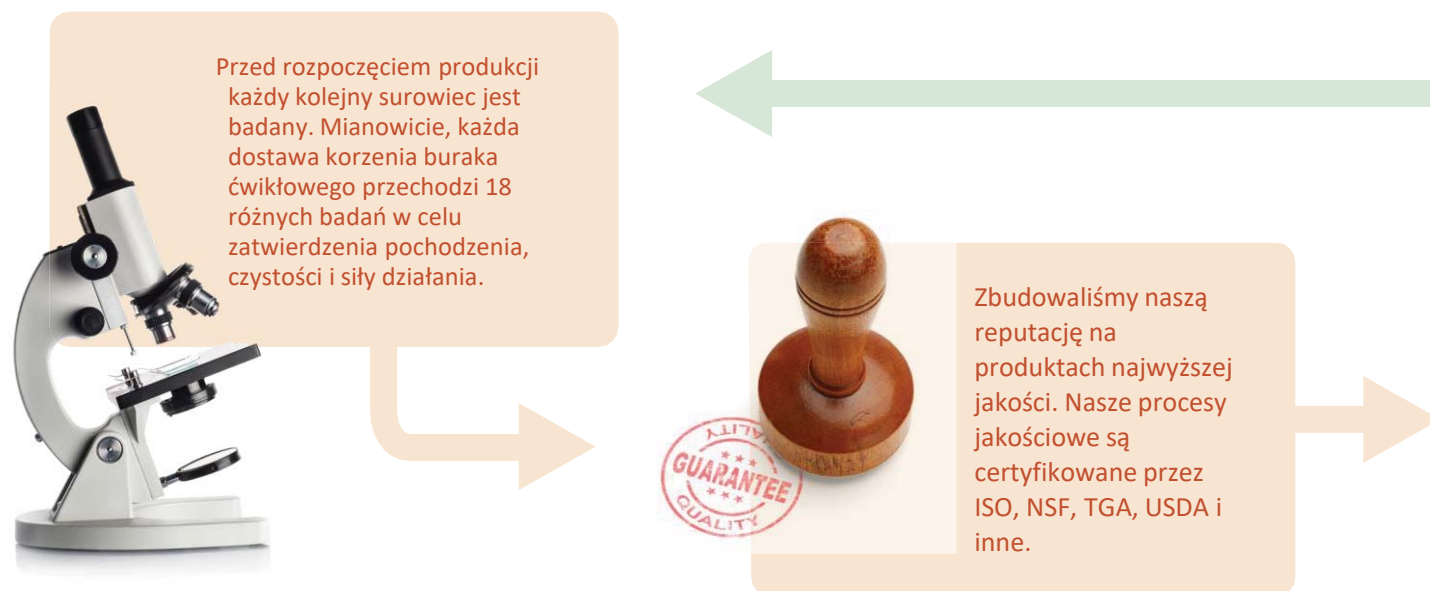 Przed rozpoczęciem produkcji
każdy kolejny surowiec jest
badany. Mianowicie, każda
dostawa korzenia buraka
ćwikłowego przechodzi 18
różnych badań w celu
zatwierdzenia pochodzenia,
czystości i siły działania.
QUALITY
GUARANTEE
QUALITY
Zbudowaliśmy naszą
reputację na
produktach najwyższej
jakości. Nasze procesy
jakościowe są
certyfikowane przez
ISO, NSF, TGA, USDA i
inne.